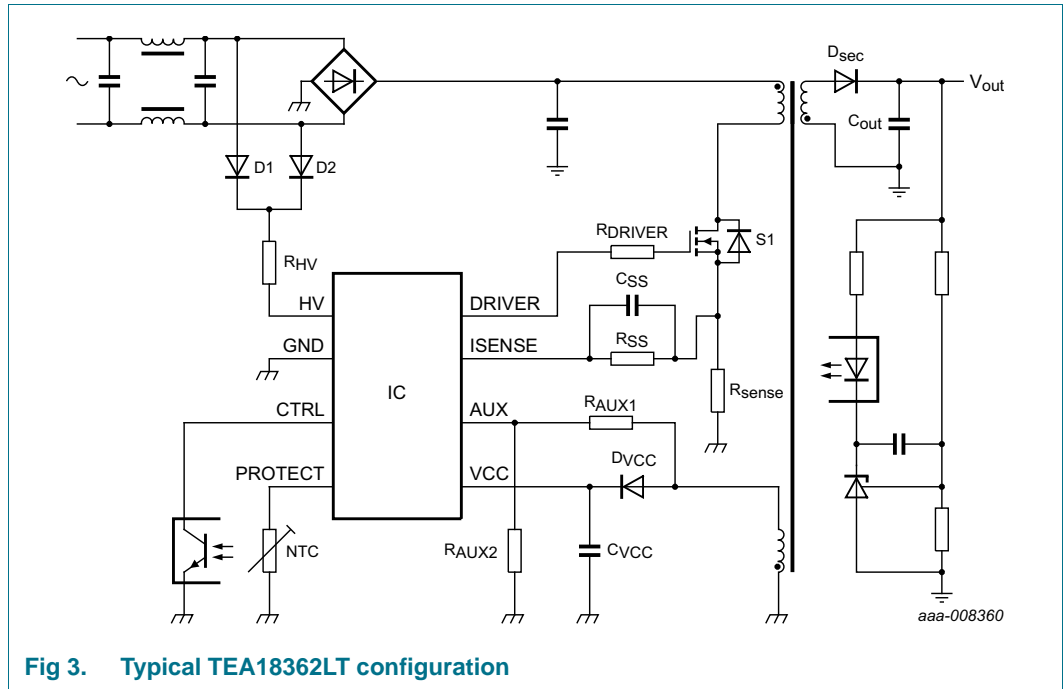 Dsec
Vout
Cout
D1
D2
RDRIVER
S1
RHV
CSS
HV
DRIVER
RSS
GND
ISENSE
IC
Rsense
CTRL
AUX
RAUX1
DVCC
PROTECT
VCC
NTC
RAUX2
CVCC
aaa-008360
Fig 3. Typical TEA18362LT configuration